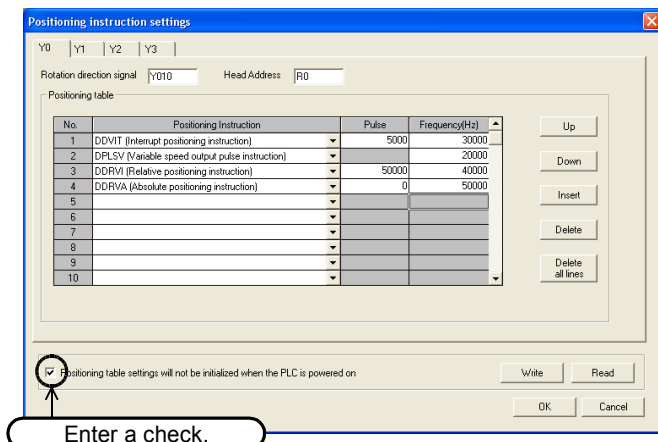 Positioning instruction settings
Y0 Y1 Y2 Y3
Rotation direction signal Y010 Head Address R0
Positioning table
No. Positioning Instruction Pulse Frequency(Hz)
1 DDVIT (Interrupt positioning instruction) 5000 30000
2 DPLSV (Variable speed output pulse instruction) 20000
3 DDRVI (Relative positioning instruction) 50000 40000
4 DDRVA (Absolute positioning instruction) 0 50000
5
6
7
8
9
10
Up
Down
Insert
Delete
Delete
all lines
Positioning table settings will not be initialized when the PLC is powered on
Write Read
OK Cancel
Enter a check.